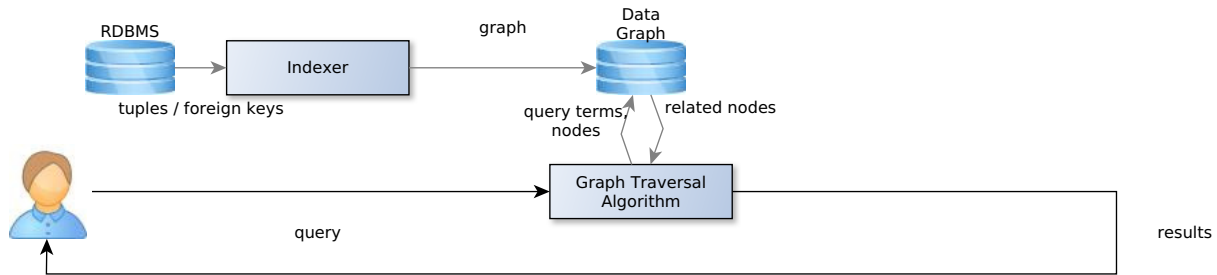 RDBMS
Indexer
tuples / foreign keys
graph
Data
Graph
query terms,
nodes
related nodes
Graph Traversal
Algorithm
query
results